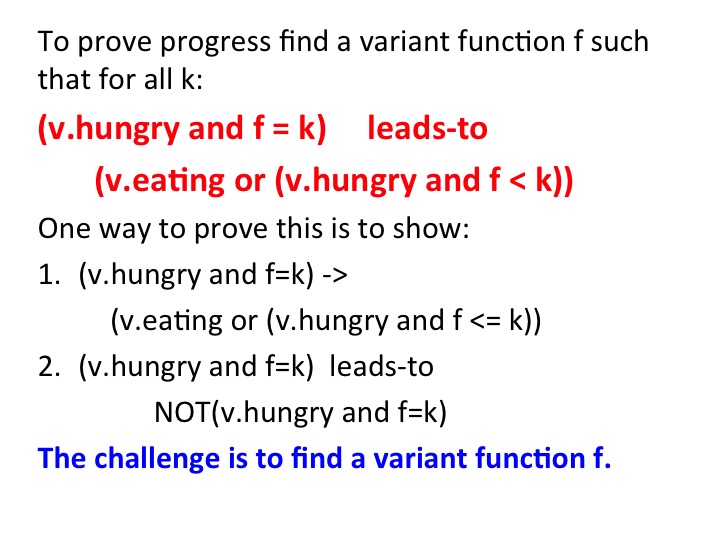 To prove progress find a variant function f such
that for all k:
(v.hungry and f = k) leads-to
(v.eating or (v.hungry and f < k))
One way to prove this is to show:
1. (v.hungry and f=k) ->
(v.eating or (v.hungry and f <= k))
2. (v.hungry and f=k) leads-to
NOT(v.hungry and f=k)
The challenge is to find a variant function f.